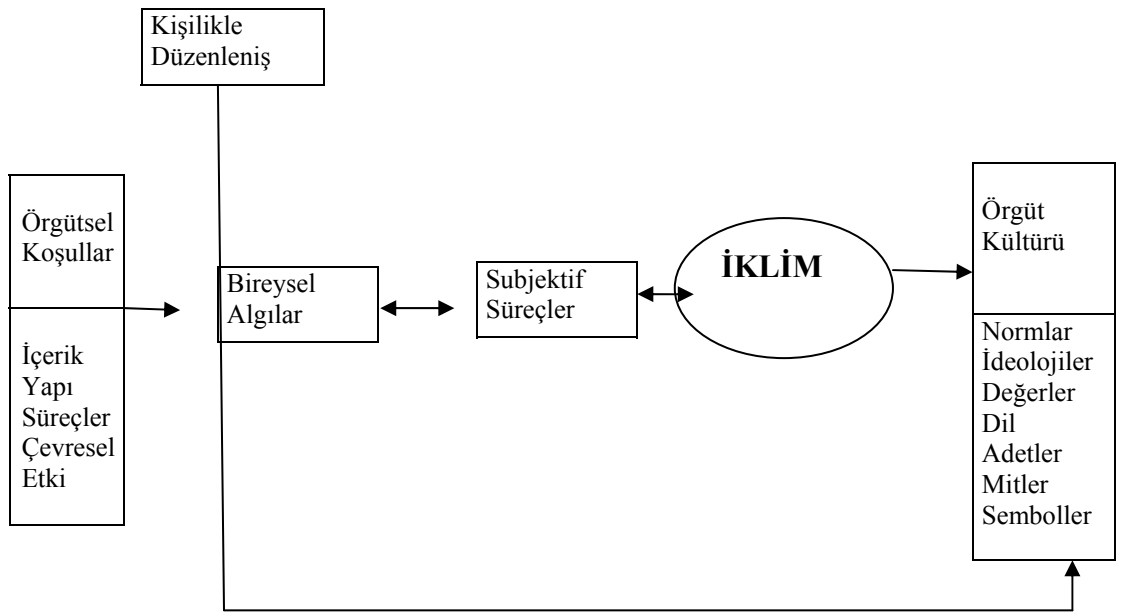 Kişilikle
Düzenleniş
Örgütsel
Koşullar
İçerik
Yapı
Süreçler
Çevresel
Etki
Bireysel
Algılar
Subjektif
Süreçler
İKLİM
Örgüt
Kültürü
Normlar
İdeolojiler
Değerler
Dil
Adetler
Mitler
Semboller